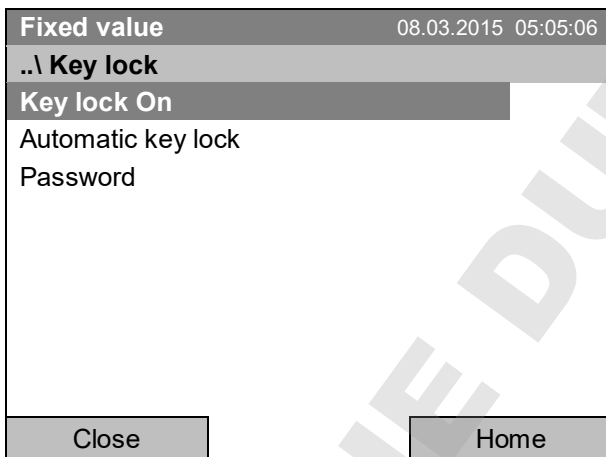 Fixed value 08.03.2015 05:05:06
..\ Key lock
Key lock On
Automatic key lock
Password
Close Home